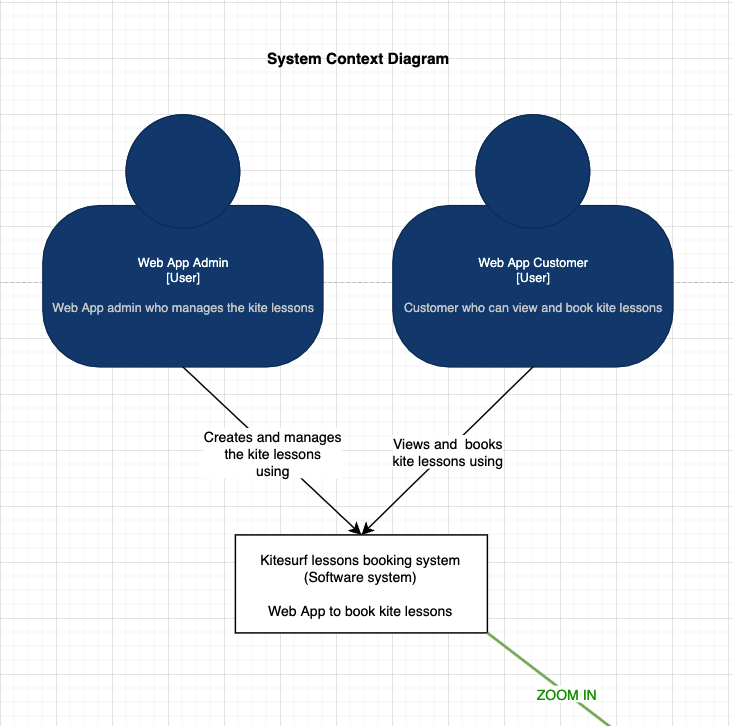 System Context Diagram
Web App Admin
[User]
Web App admin who manages the kite lessons
Web App Customer
[User]
Customer who can view and book kite lessons
Creates and manages
the kite lessons
using
Views and  books
kite lessons using
Kitesurf lessons booking system
(Software system)
Web App to book kite lessons
ZOOM IN